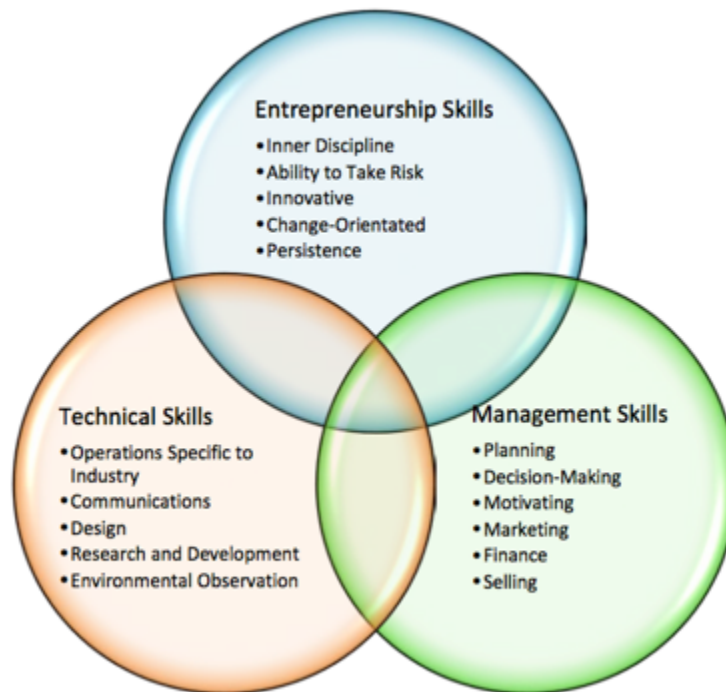 Entrepreneurship Skills
•Inner Discipline
•Ability to Take Risk
•Innovative
•Change-Orientated
•Persistence
Technical Skills
•Operations Specific to
Industry
•Communications
•Design
•Research and Development
•Environmental Observation
Management Skills
•Planning
•Decision-Making
•Motivating
•Marketing
•Finance
•Selling